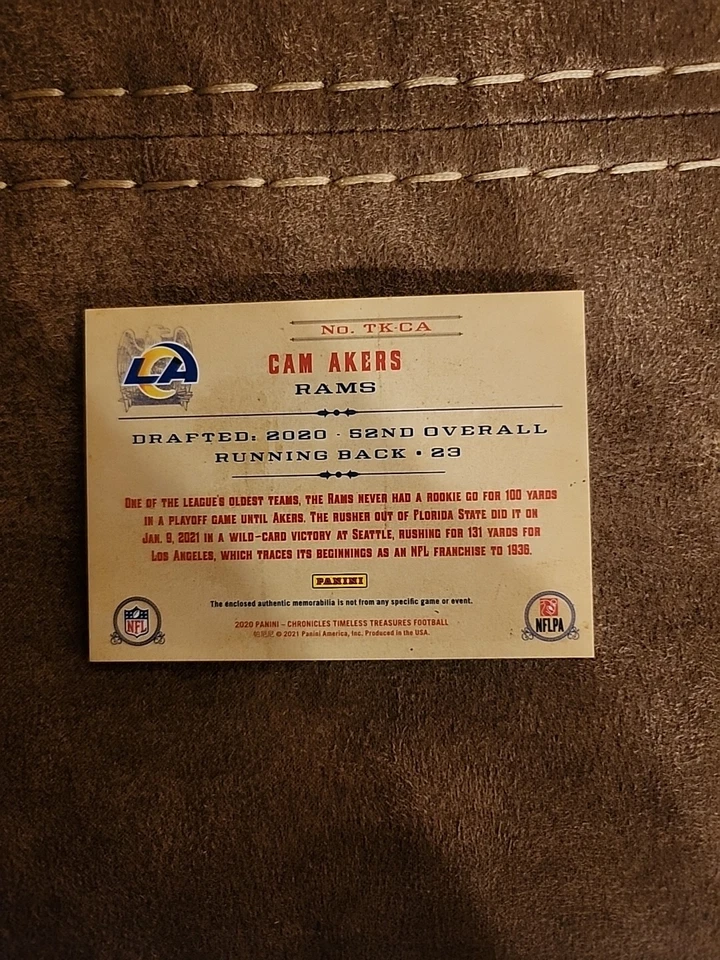 No. TK-CA
LA
CAM AKERS
RAMS
DRAFTED: 2020 · 52ND OVERALL
RUNNING BACK • 23
ONE OF THE LEAGUE'S OLDEST TEAMS, THE RAMS NEVER HAD A ROOKIE GO FOR 100 YARDS
IN A PLAYOFF GAME UNTIL AKERS. THE RUSHER OUT OF FLORIDA STATE DID IT ON
JAN. 9, 2021 IN A WILD-CARD VICTORY AT SEATTLE, RUSHING FOR 131 YARDS FOR
LOS ANGELES, WHICH TRACES ITS BEGINNINGS AS AN NFL FRANCHISE TO 1936.
PANINI
The enclosed authentic memorabilia is not from any specific game or event.
NFL
NFLPA
2020 PANINI – CHRONICLES TIMELESS TREASURES FOOTBALL
帕尼尼 © 2021 Panini America, Inc. Produced in the USA.